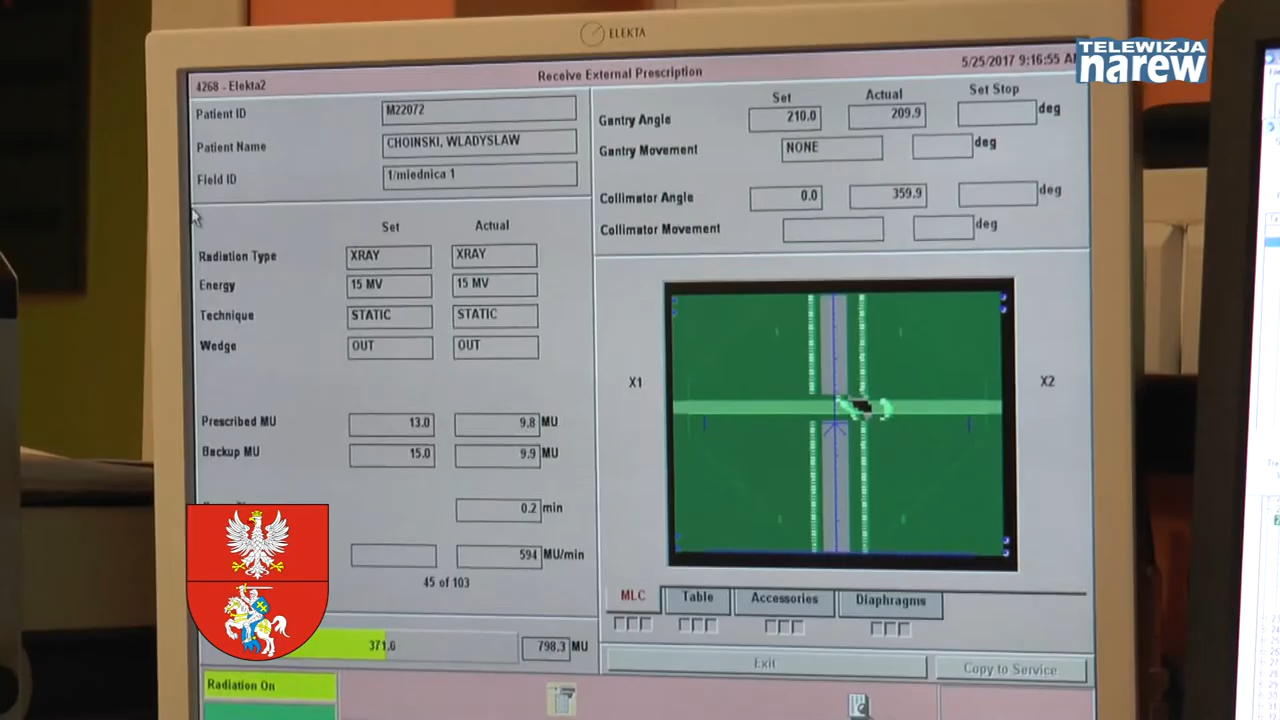 ELEKTA
TELEWIZJA
narew
4268 - Elekta2
Receive External Prescription
5/25/2017 9:16:55
Patient ID M22072
Patient Name CHOINSKI, WLADYSLAW
Field ID 1/miednica 1
Set Actual Set Stop
Gantry Angle 210.0 209.9 deg
Gantry Movement NONE deg
Collimator Angle 0.0 359.9 deg
Collimator Movement deg
Set Actual
Radiation Type XRAY XRAY
Energy 15 MV 15 MV
Technique STATIC STATIC
Wedge OUT OUT
Prescribed MU 13.0 9.8 MU
Backup MU 15.0 9.9 MU
0.2 min
594 MU/min
45 of 103
371.6 798.3 MU
X1 X2
MLC Table Accessories Diaphragms
Exit Copy to Service
Radiation On